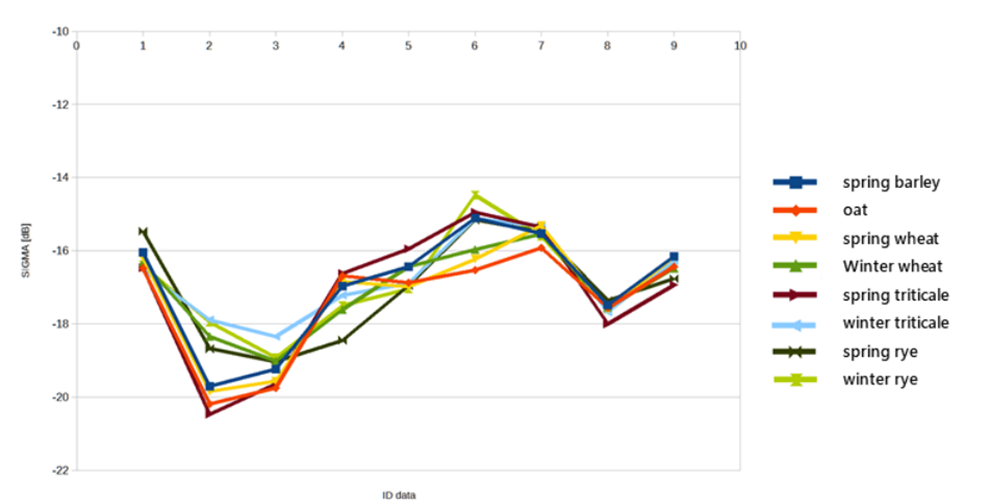 -10
0 1 2 3 4 5 6 7 8 9 10
-12
-14
-16
-18
-20
-22
SIGMA [dB]
ID data
spring barley
oat
spring wheat
Winter wheat
spring triticale
winter triticale
spring rye
winter rye